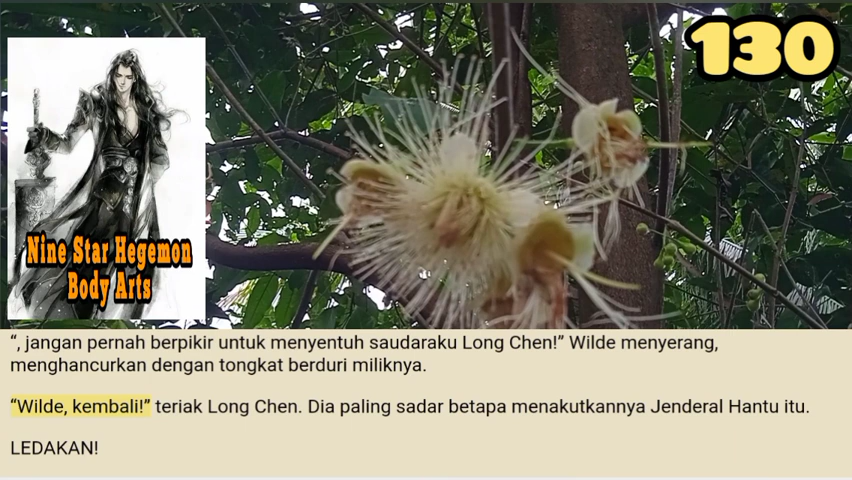 130
Nine Star Hegemon
Body Arts
“, jangan pernah berpikir untuk menyentuh saudaraku Long Chen!” Wilde menyerang,
menghancurkan dengan tongkat berduri miliknya.
“Wilde, kembali!” teriak Long Chen. Dia paling sadar betapa menakutkannya Jenderal Hantu itu.
LEDAKAN!